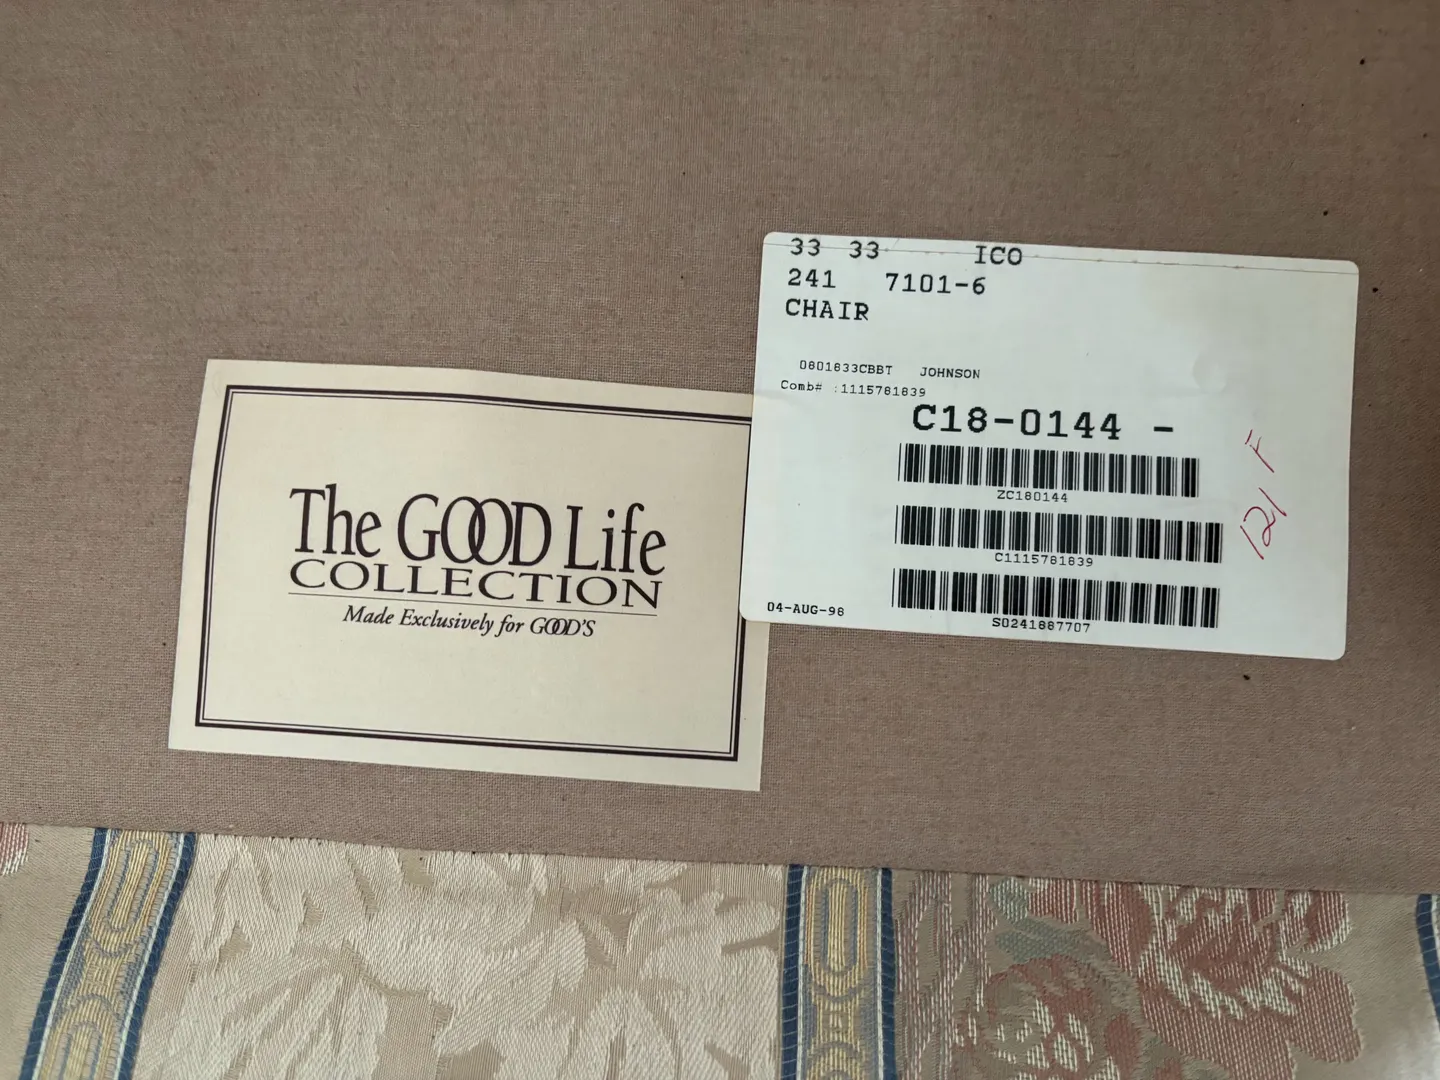 The GOOD Life
COLLECTION
Made Exclusively for GOOD'S
33 33 ICO
241 7101-6
CHAIR
0801833CBBT JOHNSON
Comb# :1115781839
C18-0144 -
ZC180144
C1115781839
S0241887707
04-AUG-98
121 F